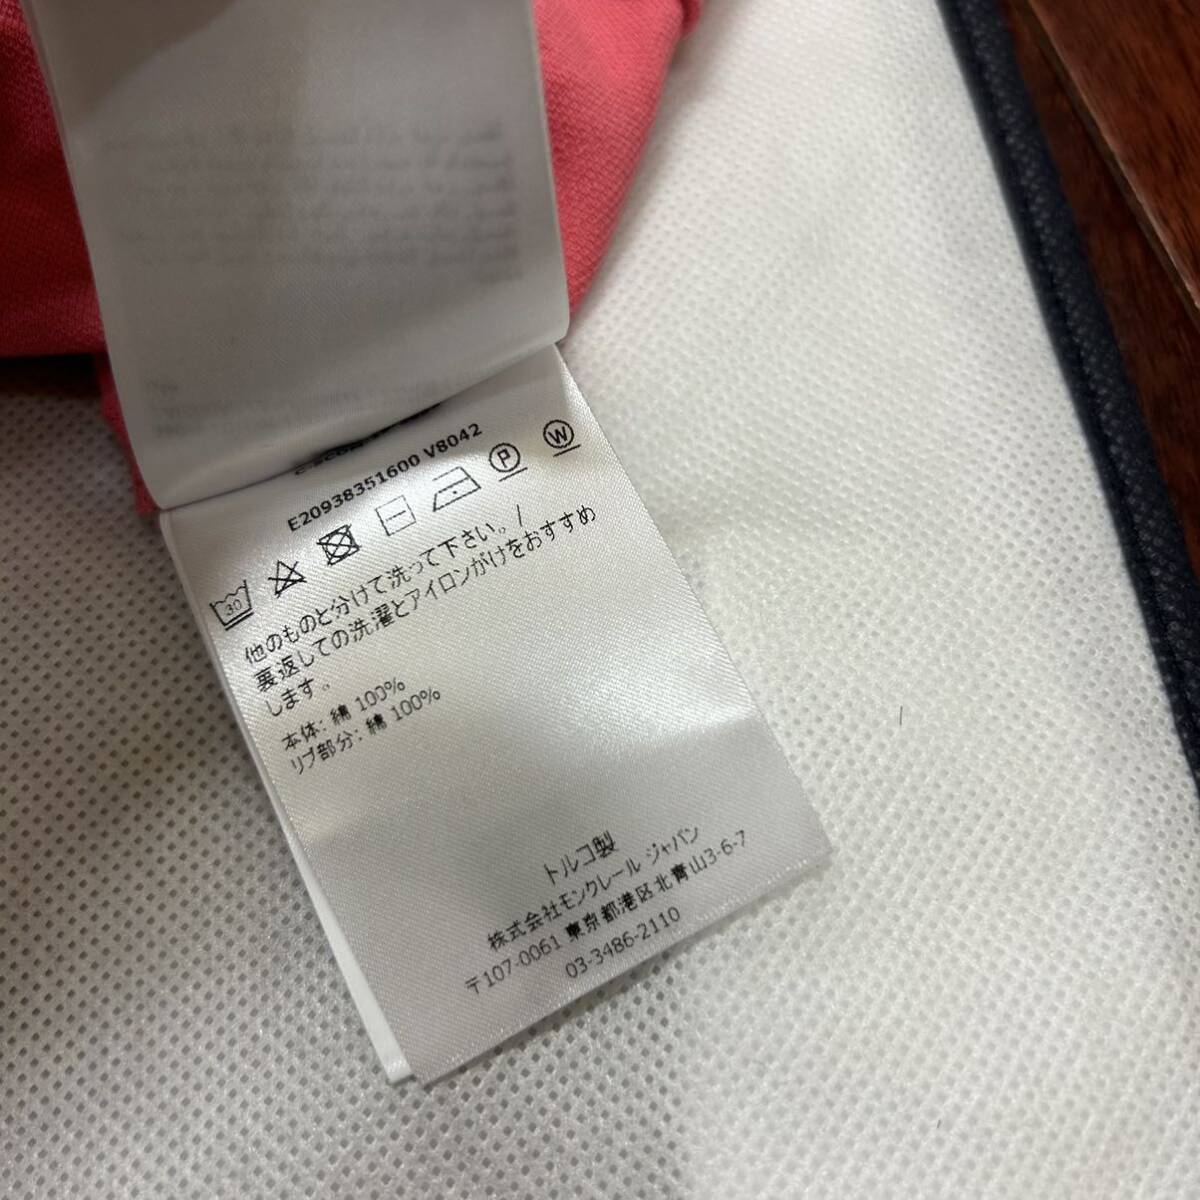 E20938351600 V8042
30 P W
他のものと分けて洗って下さい。/
裏返しての洗濯とアイロンがけをおすすめ
します。
本体: 綿 100%
リブ部分: 綿 100%
トルコ製
株式会社モンクレール ジャパン
〒107-0061 東京都港区北青山3-6-7
03-3486-2110